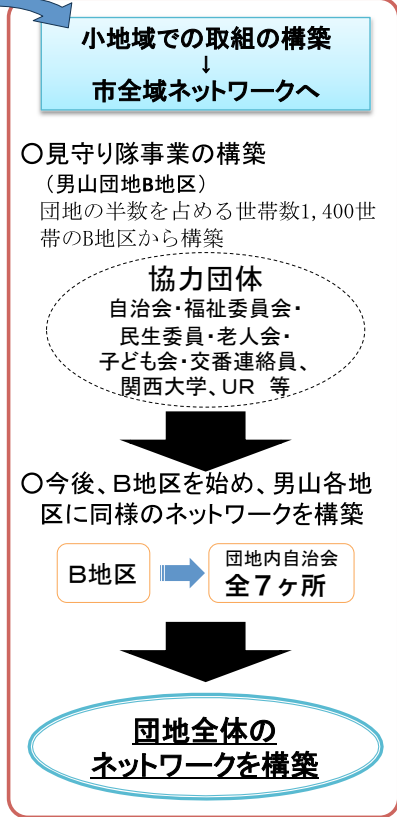 小地域での取組の構築
↓
市全域ネットワークへ
○見守り隊事業の構築
（男山団地B地区）
団地の半数を占める世帯数1,400世
帯のB地区から構築
協力団体
自治会・福祉委員会・
民生委員・老人会・
子ども会・交番連絡員、
関西大学、UR 等
○今後、B地区を始め、男山各地
区に同様のネットワークを構築
B地区
団地内自治会
全7ヶ所
団地全体の
ネットワークを構築